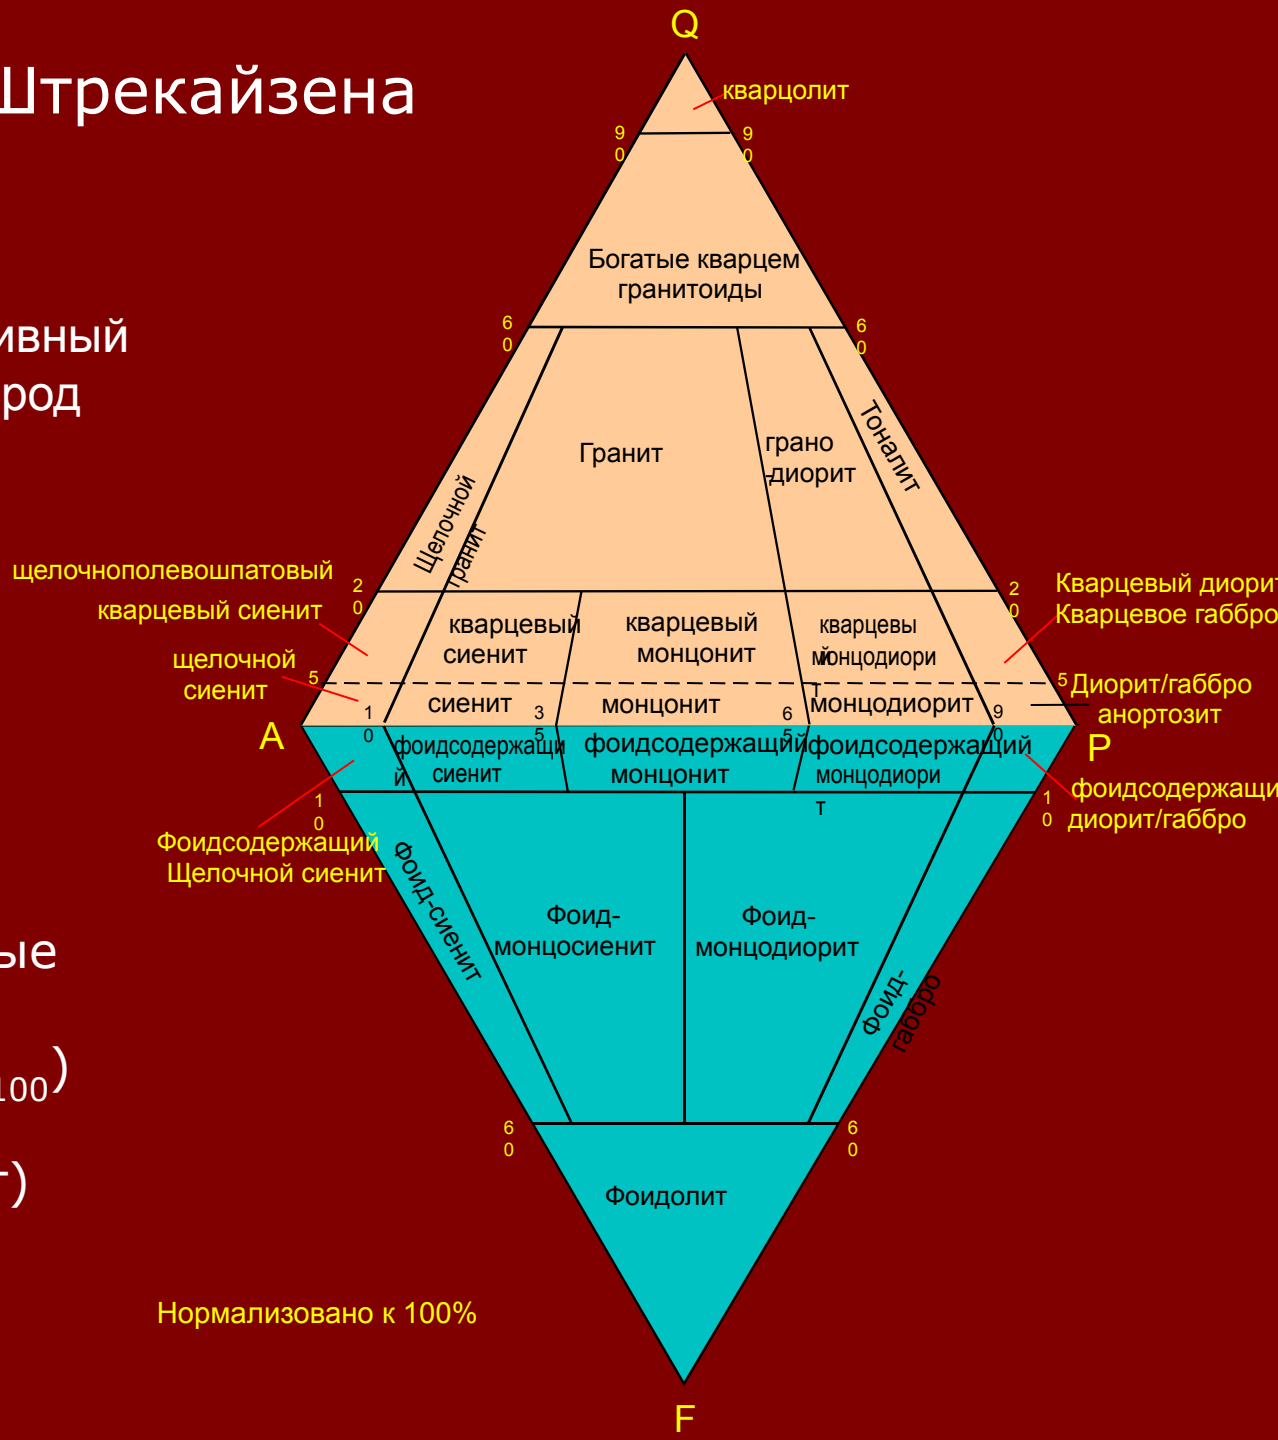 Q
Штрекайзена
кварцолит
90
90
Богатые кварцем
гранитоиды
ивный
род
60
60
Тоналит
Гранит
грано
-диорит
Щелочной
гранит
щелочнополевошпатовый
кварцевый сиенит
20
20
Кварцевый диорит
Кварцевое габбро
кварцевый
сиенит
кварцевый
монцонит
кварцевый
монцодиорит
щелочной
сиенит
5
5
Диорит/габбро
анортозит
сиенит
монцонит
монцодиорит
A
10
35
65
90
P
фоидсодержащий
сиенит
фоидсодержащий
монцонит
фоидсодержащий
монцодиорит
10
10
фоидсодержащи
диорит/габбро
Фоидсодержащий
Щелочной сиенит
Фоид-сиенит
Фоид-
монцосиенит
Фоид-
монцодиорит
Фоид-
габбро
ые
100)
т)
60
60
Фоидолит
Нормализовано к 100%
F